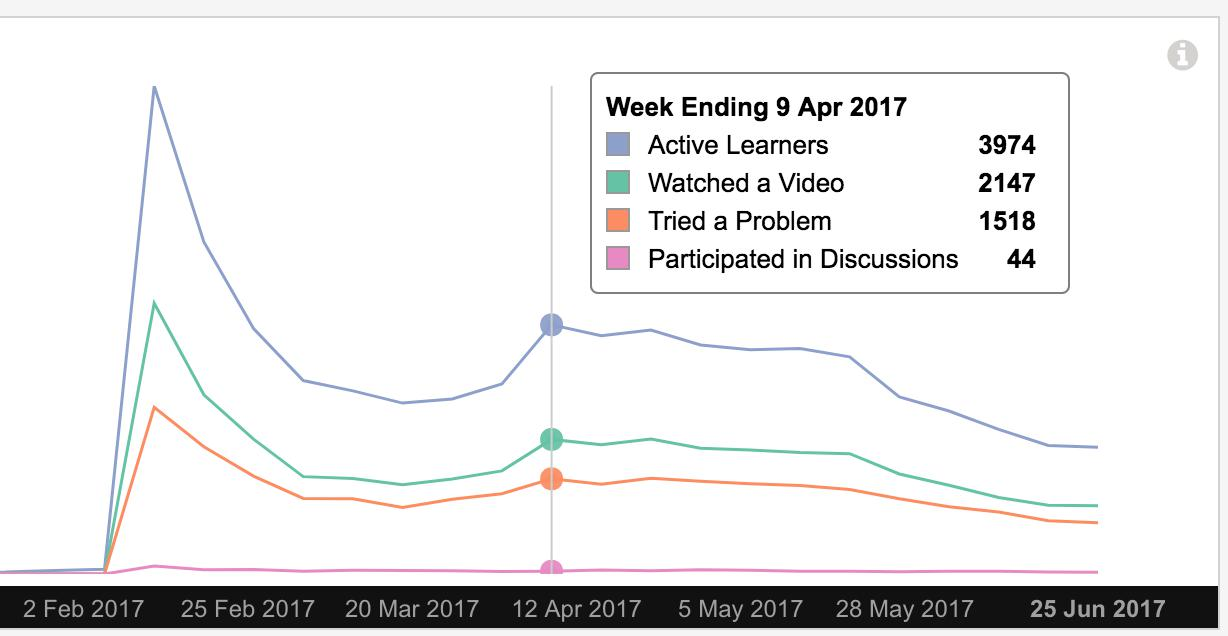 Week Ending 9 Apr 2017
Active Learners 3974
Watched a Video 2147
Tried a Problem 1518
Participated in Discussions 44
2 Feb 2017 25 Feb 2017 20 Mar 2017 12 Apr 2017 5 May 2017 28 May 2017 25 Jun 2017